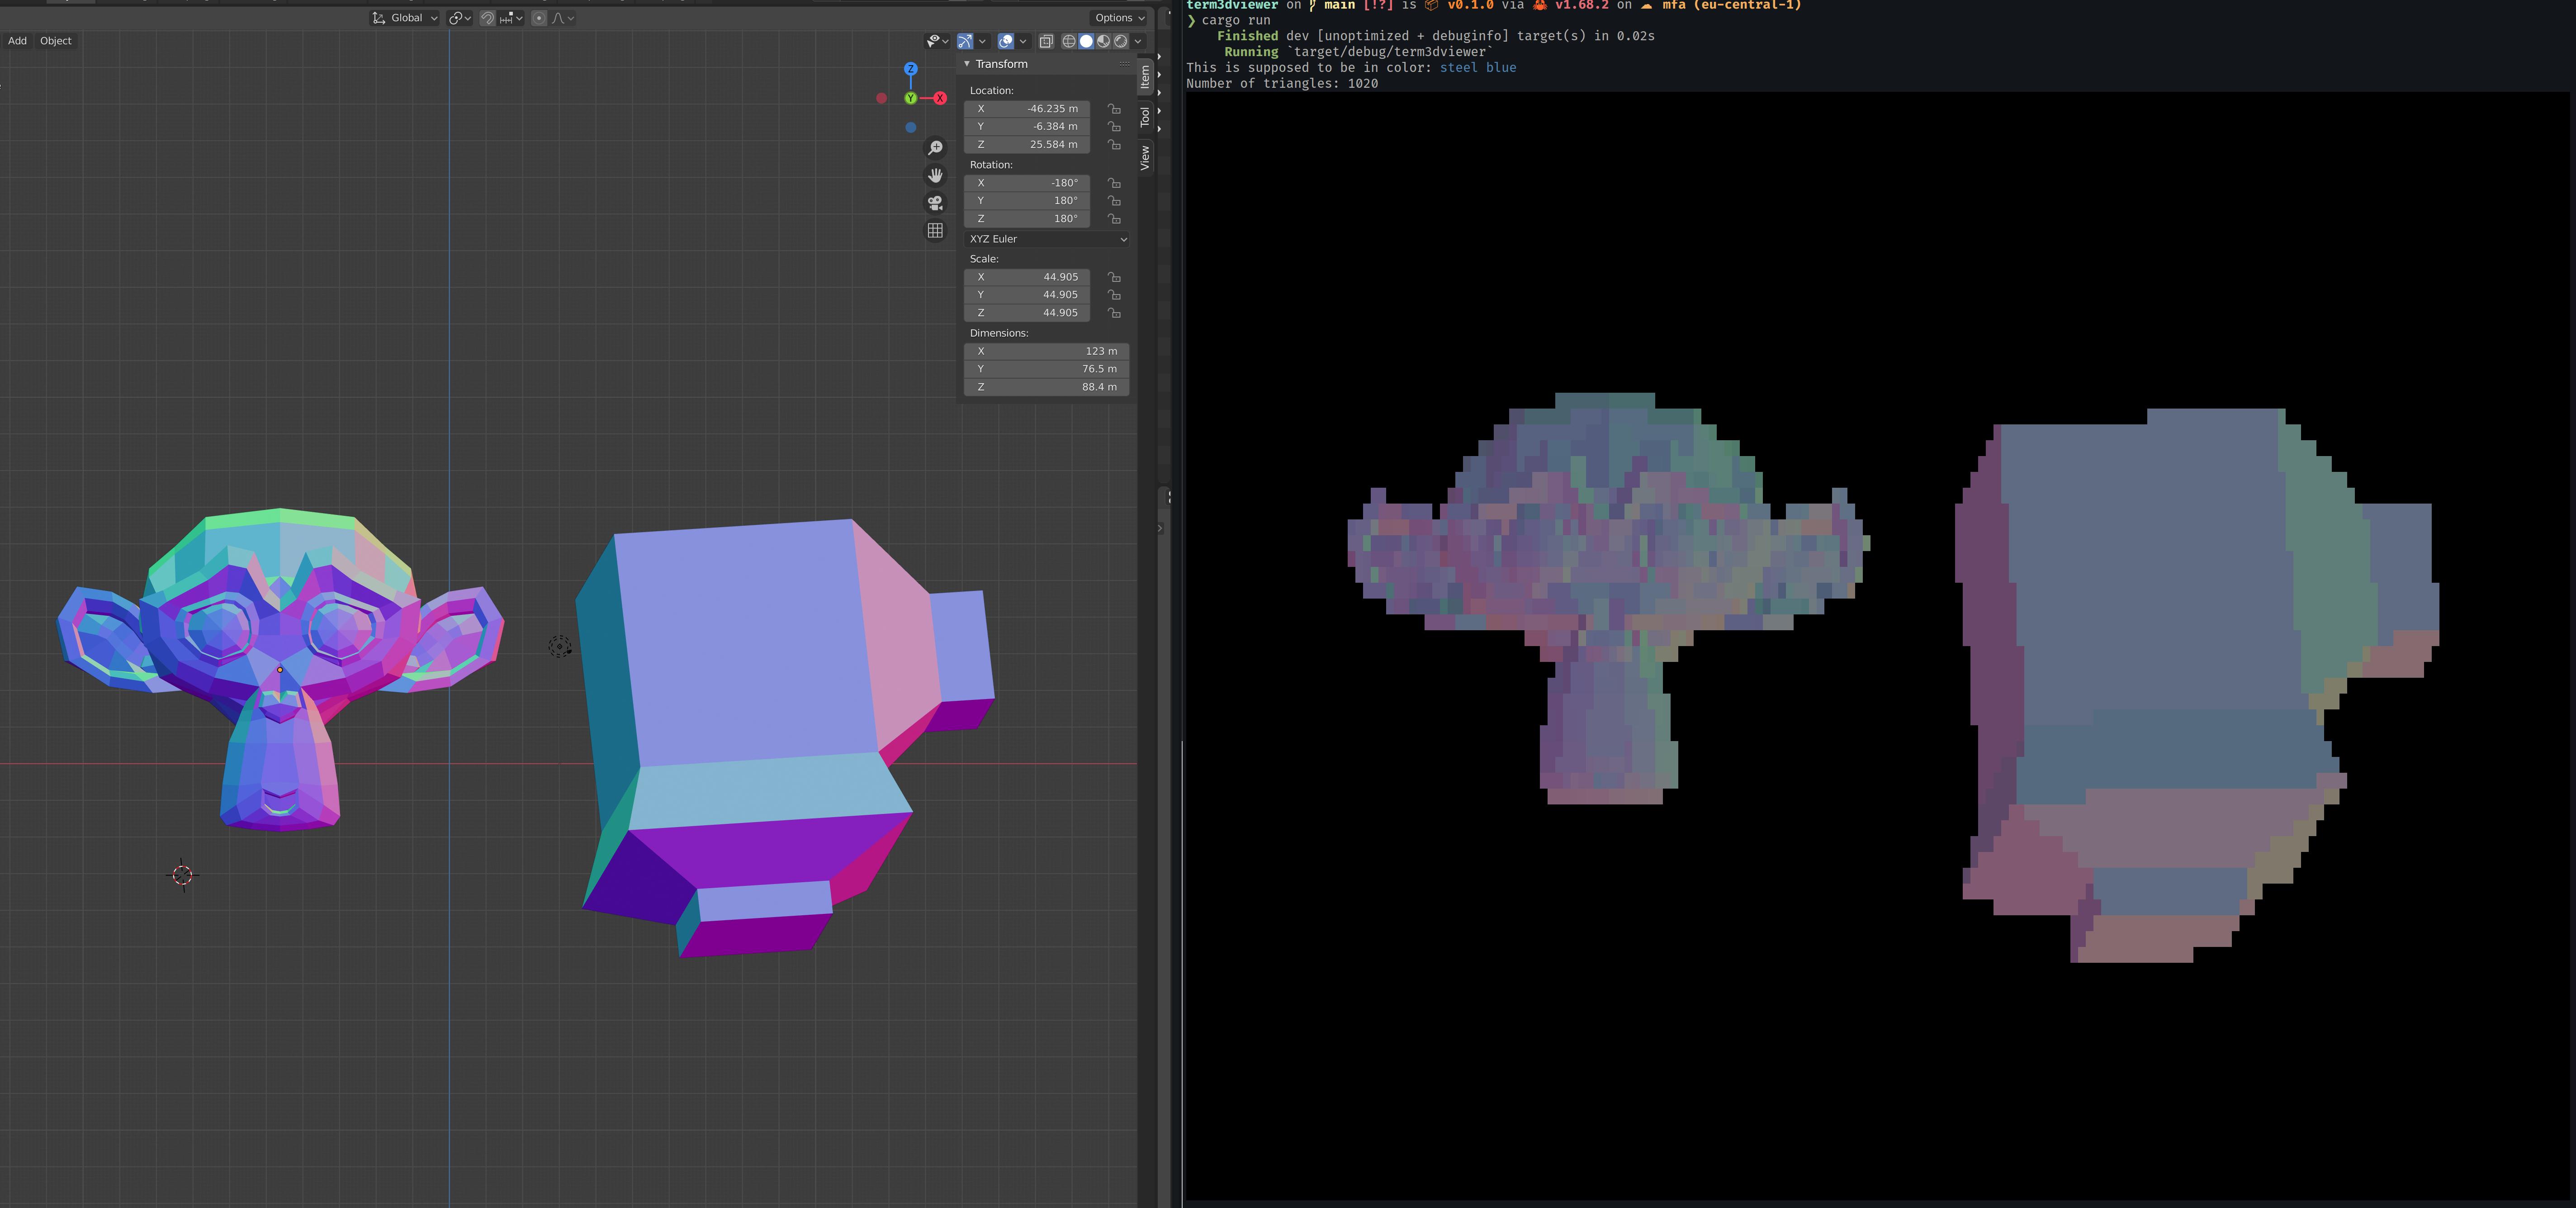 Global
Options
Add Object
Z
Y
X
Transform
Location:
X -46.235 m
Y -6.384 m
Z 25.584 m
Rotation:
X -180°
Y 180°
Z 180°
XYZ Euler
Scale:
X 44.905
Y 44.905
Z 44.905
Dimensions:
X 123 m
Y 76.5 m
Z 88.4 m
Item
Tool
View
term3dviewer on main [!?] is v0.1.0 via v1.68.2 on mfa (eu-central-1)
❯ cargo run
Finished dev [unoptimized + debuginfo] target(s) in 0.02s
Running `target/debug/term3dviewer`
This is supposed to be in color: steel blue
Number of triangles: 1020